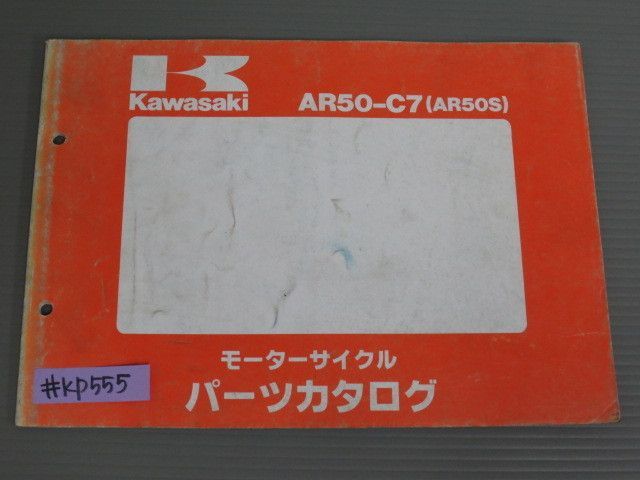 Kawasaki
AR50-C7(AR50S)
モーターサイクル
パーツカタログ
#KP555